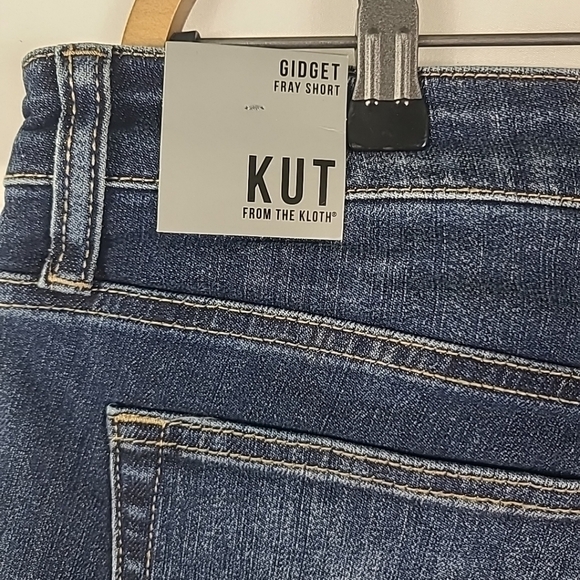 GIDGET
FRAY SHORT
KUT
FROM THE KLOTH®